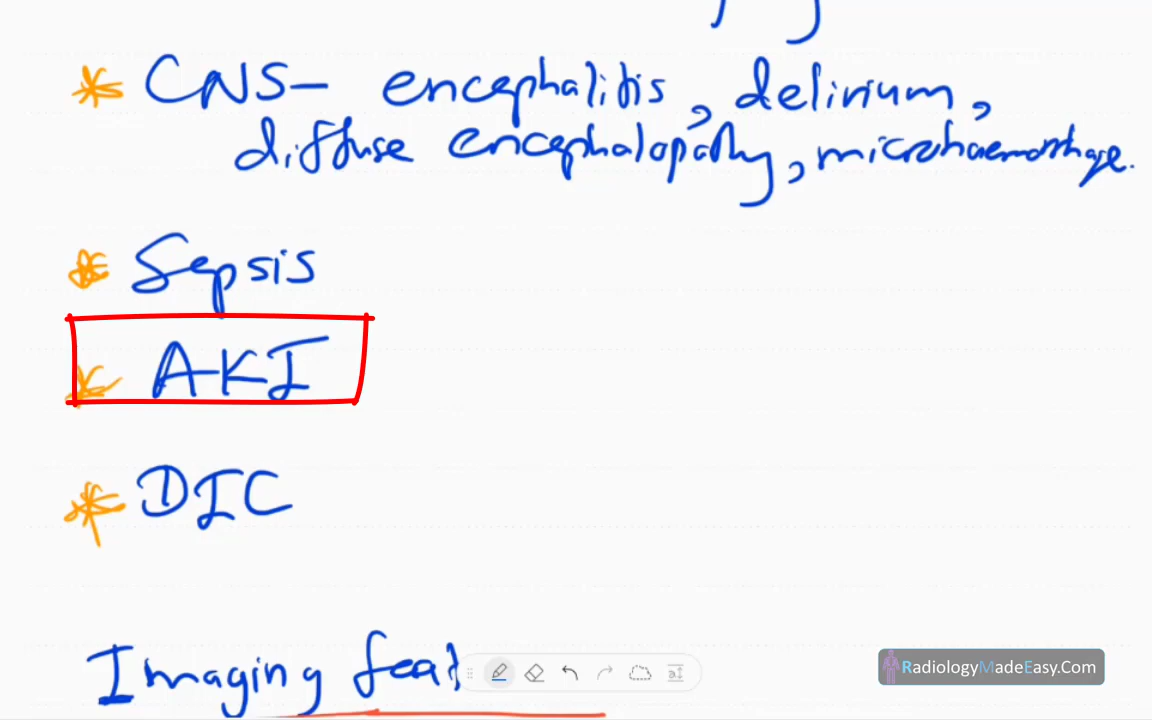 * CNS- encephalitis, delirium,
diffuse encephalopathy, microhaemorrhage.
* Sepsis
* AKI
* DIC
Imaging feat
RadiologyMadeEasy.Com